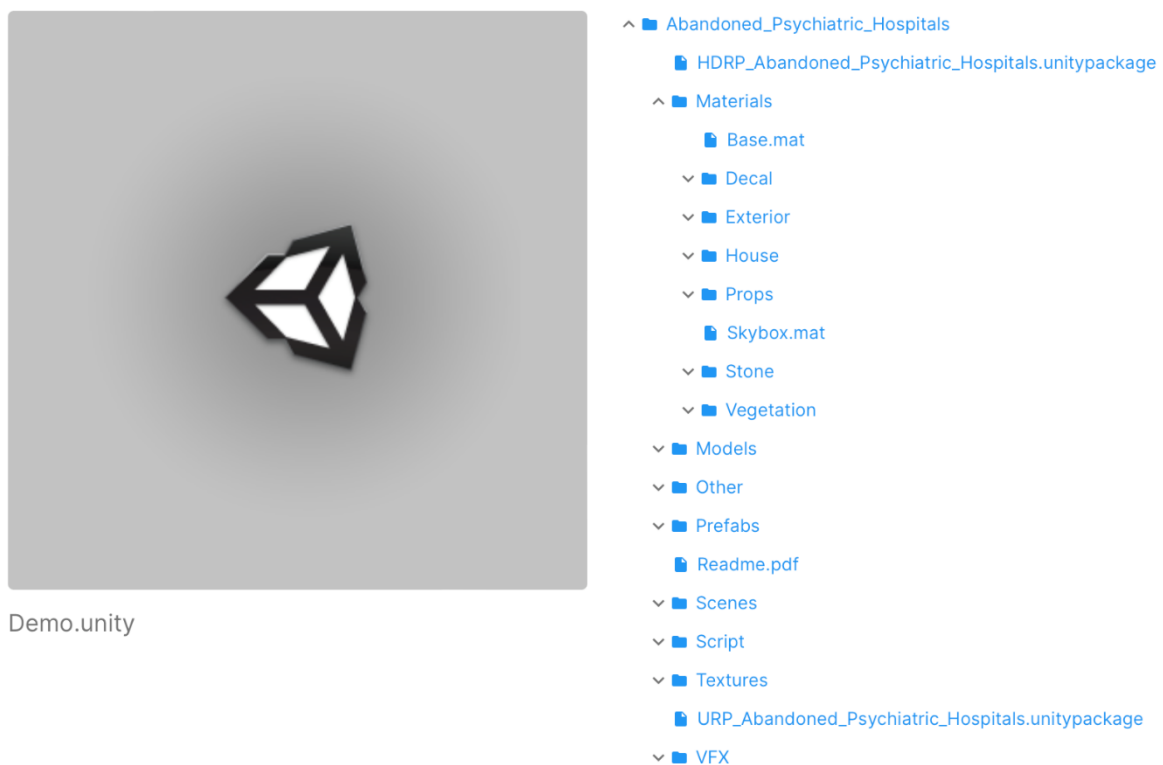 Demo.unity
Abandoned_Psychiatric_Hospitals
HDRP_Abandoned_Psychiatric_Hospitals.unitypackage
Materials
Base.mat
Decal
Exterior
House
Props
Skybox.mat
Stone
Vegetation
Models
Other
Prefabs
Readme.pdf
Scenes
Script
Textures
URP_Abandoned_Psychiatric_Hospitals.unitypackage
VFX